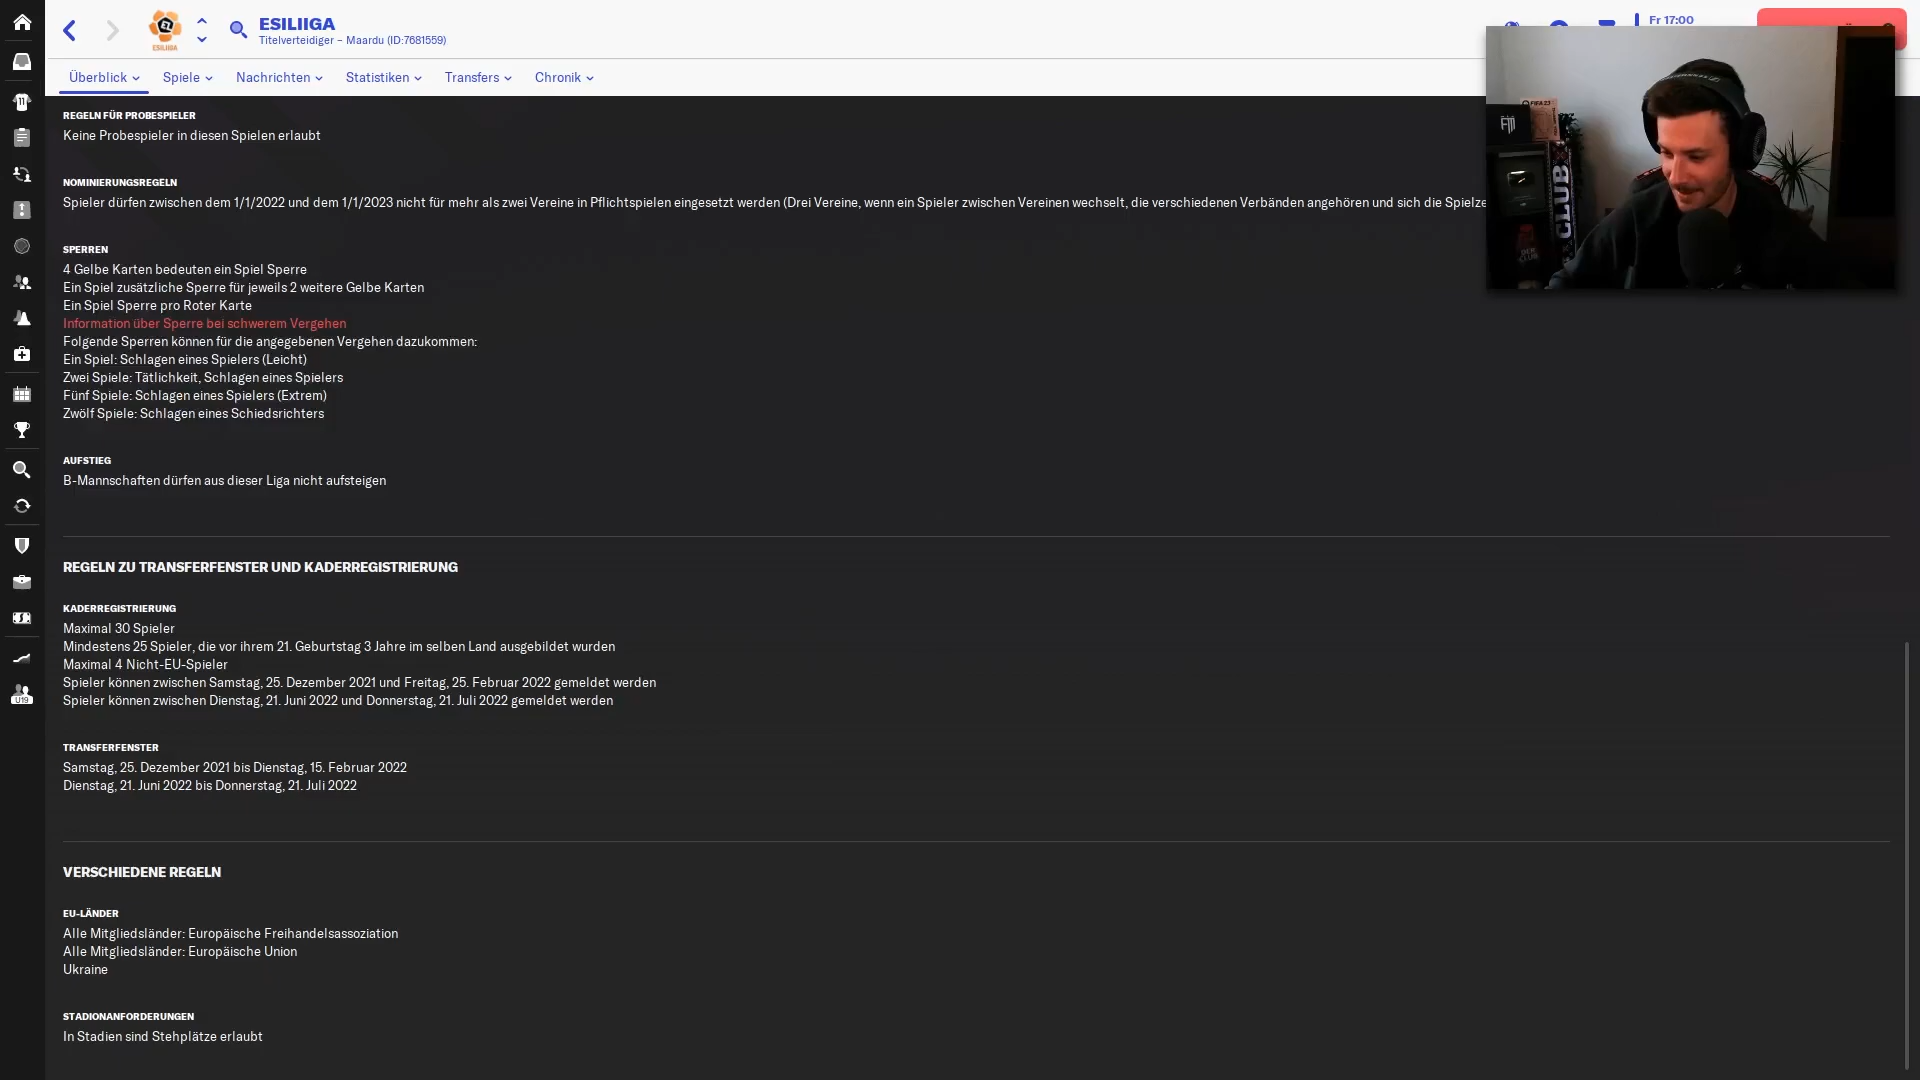 ESILIIGA
Titelverteidiger – Maardu (ID:7681559)
Fr 17:00
Überblick
Spiele
Nachrichten
Statistiken
Transfers
Chronik
REGELN FÜR PROBESPIELER
Keine Probespieler in diesen Spielen erlaubt
NOMINIERUNGSREGELN
Spieler dürfen zwischen dem 1/1/2022 und dem 1/1/2023 nicht für mehr als zwei Vereine in Pflichtspielen eingesetzt werden (Drei Vereine, wenn ein Spieler zwischen Vereinen wechselt, die verschiedenen Verbänden angehören und sich die Spielze
SPERREN
4 Gelbe Karten bedeuten ein Spiel Sperre
Ein Spiel zusätzliche Sperre für jeweils 2 weitere Gelbe Karten
Ein Spiel Sperre pro Roter Karte
Information über Sperre bei schwerem Vergehen
Folgende Sperren können für die angegebenen Vergehen dazukommen:
Ein Spiel: Schlagen eines Spielers (Leicht)
Zwei Spiele: Tätlichkeit, Schlagen eines Spielers
Fünf Spiele: Schlagen eines Spielers (Extrem)
Zwölf Spiele: Schlagen eines Schiedsrichters
AUFSTIEG
B-Mannschaften dürfen aus dieser Liga nicht aufsteigen
REGELN ZU TRANSFERFENSTER UND KADERREGISTRIERUNG
KADERREGISTRIERUNG
Maximal 30 Spieler
Mindestens 25 Spieler, die vor ihrem 21. Geburtstag 3 Jahre im selben Land ausgebildet wurden
Maximal 4 Nicht-EU-Spieler
Spieler können zwischen Samstag, 25. Dezember 2021 und Freitag, 25. Februar 2022 gemeldet werden
Spieler können zwischen Dienstag, 21. Juni 2022 und Donnerstag, 21. Juli 2022 gemeldet werden
TRANSFERFENSTER
Samstag, 25. Dezember 2021 bis Dienstag, 15. Februar 2022
Dienstag, 21. Juni 2022 bis Donnerstag, 21. Juli 2022
VERSCHIEDENE REGELN
EU-LÄNDER
Alle Mitgliedsländer: Europäische Freihandelsassoziation
Alle Mitgliedsländer: Europäische Union
Ukraine
STADIONANFORDERUNGEN
In Stadien sind Stehplätze erlaubt
EL
ESILIIGA
11
U19
FIFA 23
FM
CLUB